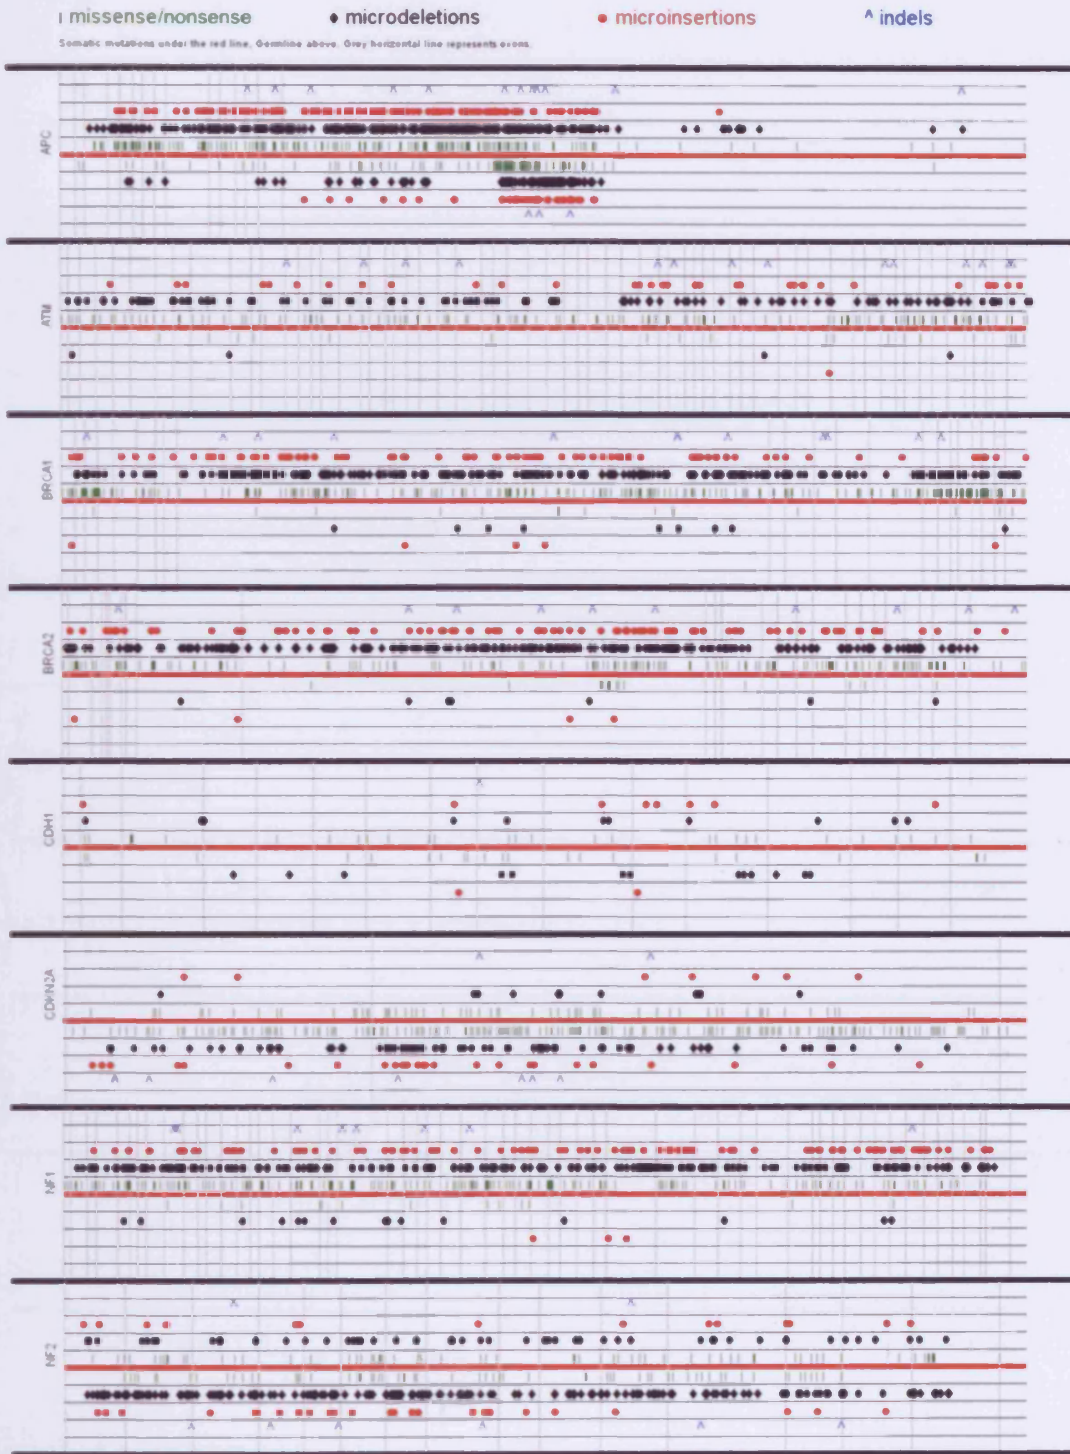 missense/nonsense microdeletions microinsertions ^ indels
Somatic mutations under the red line, Germline above. Grey horizontal line represents exons.
APC
ATM
BRCA1
BRCA2
CDH1
CDKN2A
NF1
NF2